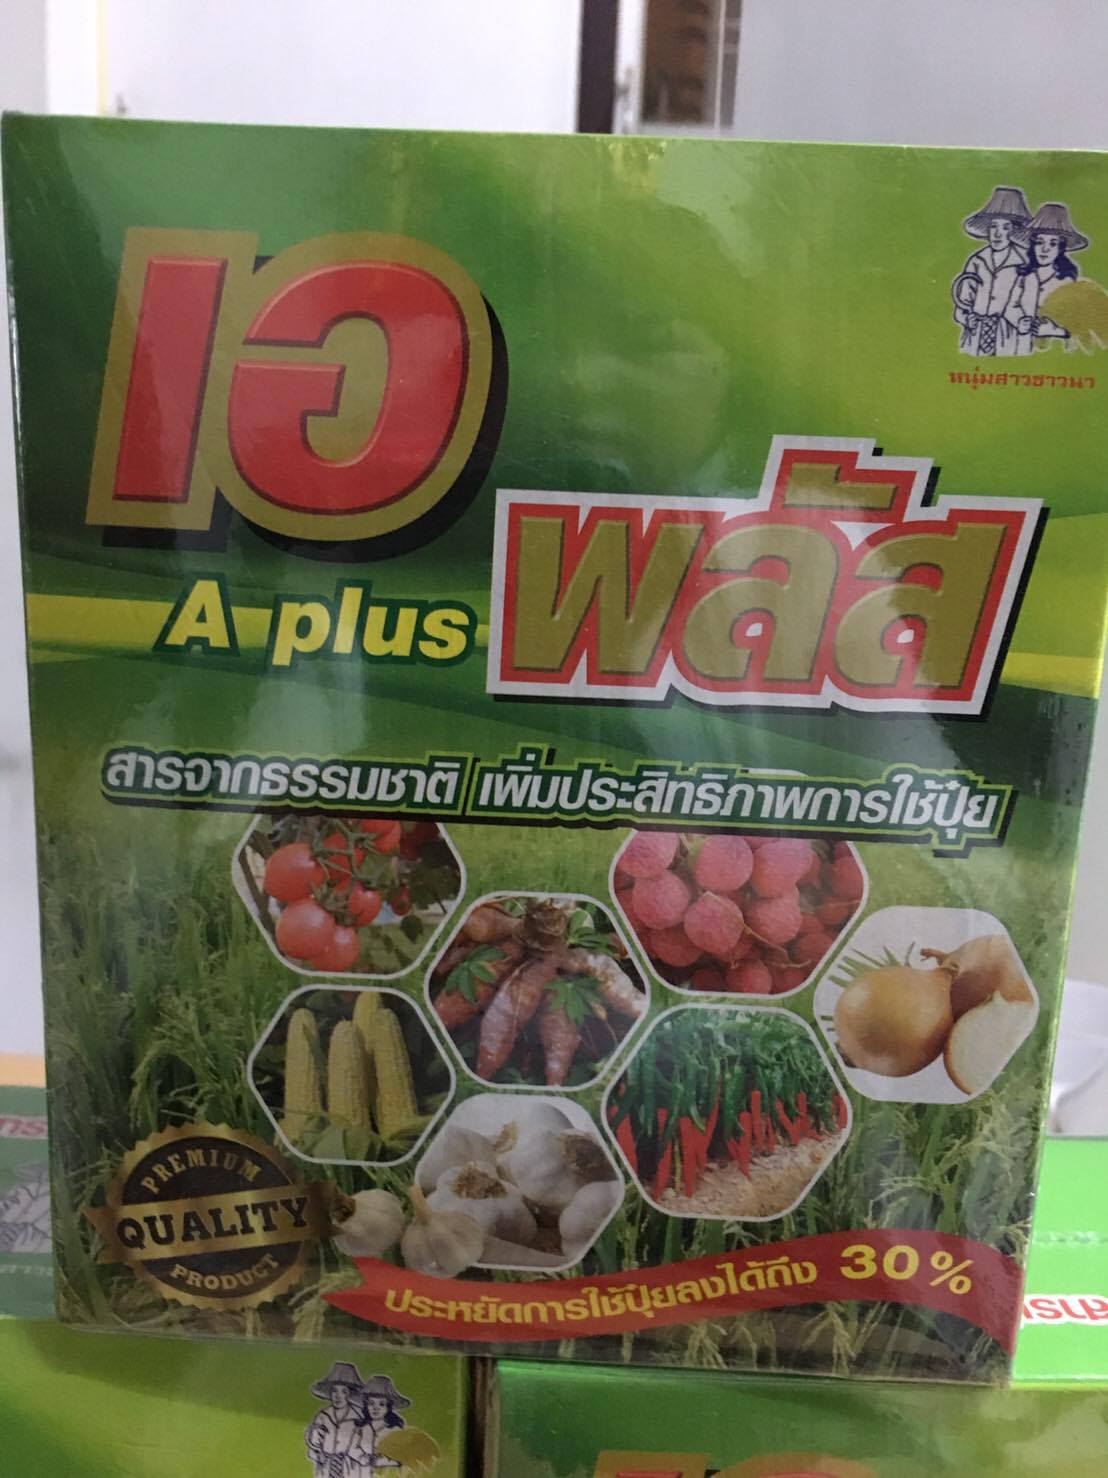 หนุ่มสาวชาวนา
เอ
พลัส
A plus
สารจากธรรมชาติ เพิ่มประสิทธิภาพการใช้ปุ๋ย
PREMIUM
QUALITY
PRODUCT
ประหยัดการใช้ปุ๋ยลงได้ถึง 30%